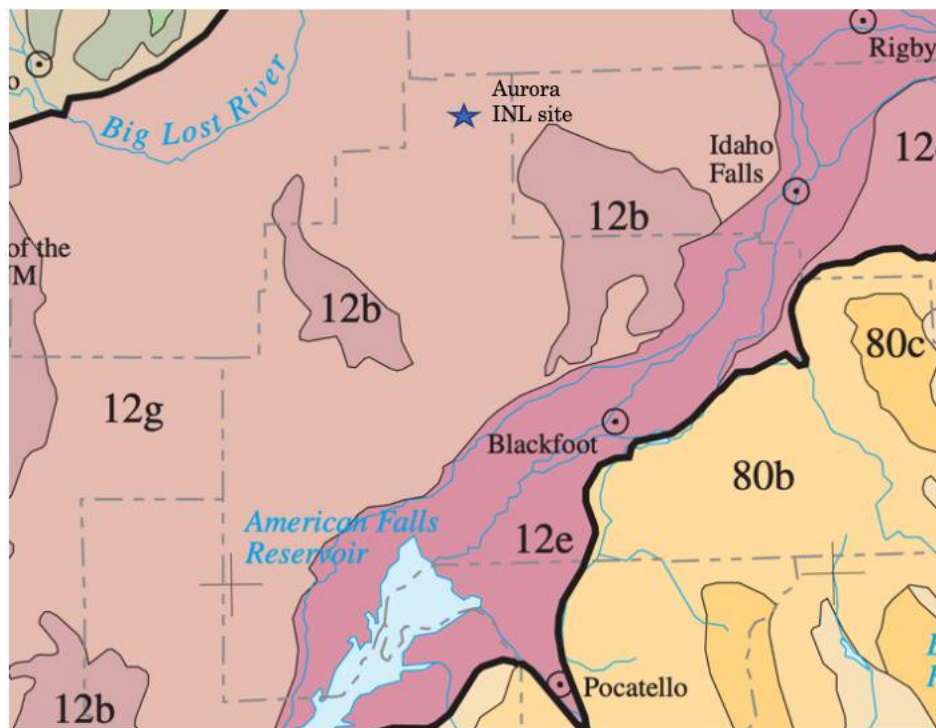 Rigby
o
Big Lost River
Aurora
INL site
Idaho
Falls
12
12b
of the
M
12b
80c
12g
Blackfoot
80b
American Falls
Reservoir
12e
Pocatello
12b